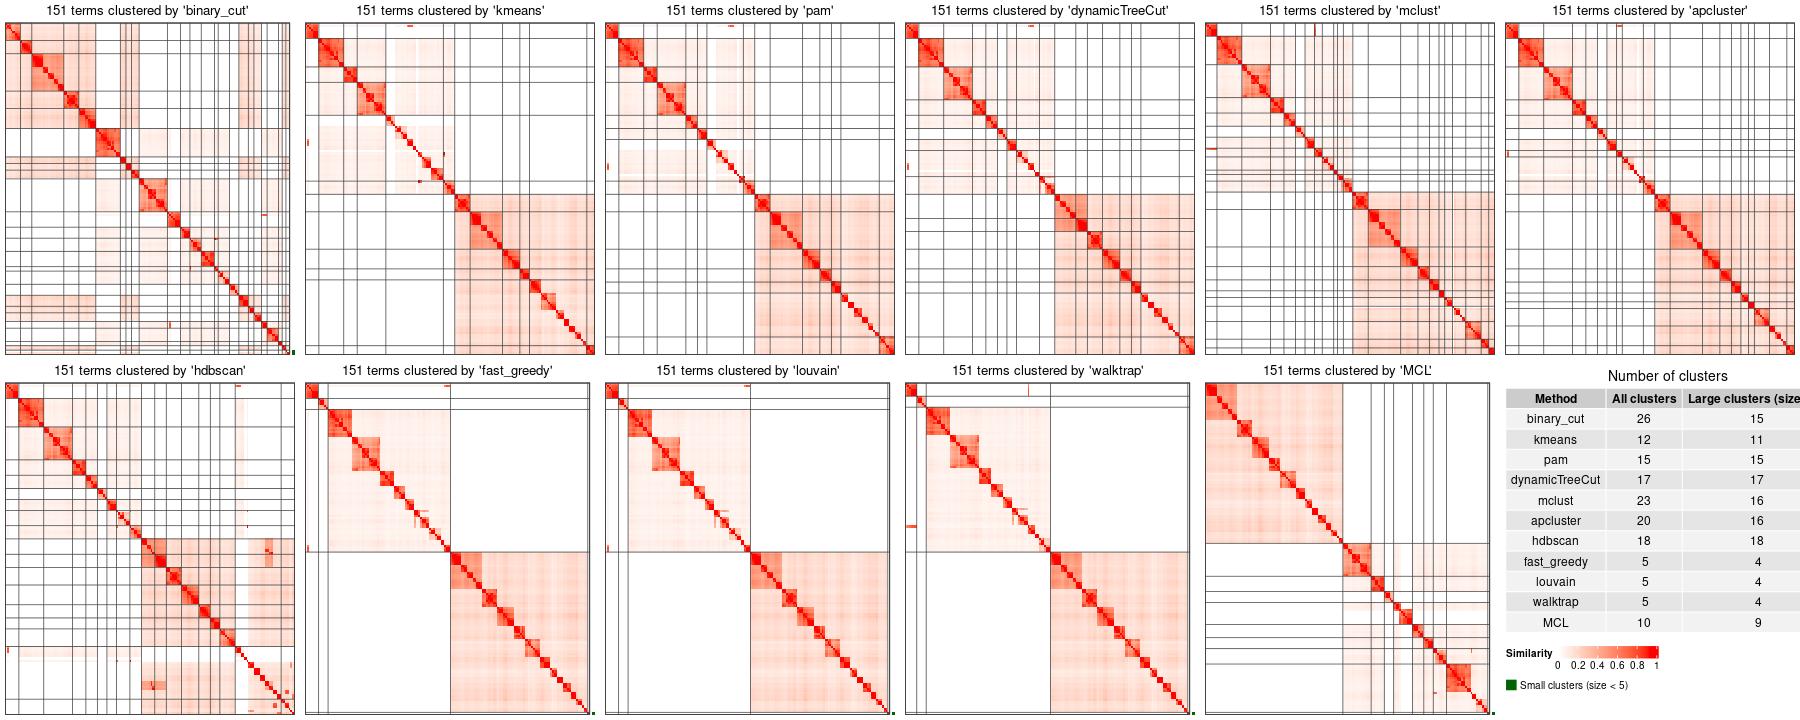 151 terms clustered by 'binary_cut'
151 terms clustered by 'kmeans'
151 terms clustered by 'pam'
151 terms clustered by 'dynamicTreeCut'
151 terms clustered by 'mclust'
151 terms clustered by 'apcluster'
151 terms clustered by 'hdbscan'
151 terms clustered by 'fast_greedy'
151 terms clustered by 'louvain'
151 terms clustered by 'walktrap'
151 terms clustered by 'MCL'
Number of clusters
Method All clusters Large clusters (size
binary_cut 26 15
kmeans 12 11
pam 15 15
dynamicTreeCut 17 17
mclust 23 16
apcluster 20 16
hdbscan 18 18
fast_greedy 5 4
louvain 5 4
walktrap 5 4
MCL 10 9
Similarity
0 0.2 0.4 0.6 0.8 1
Small clusters (size < 5)